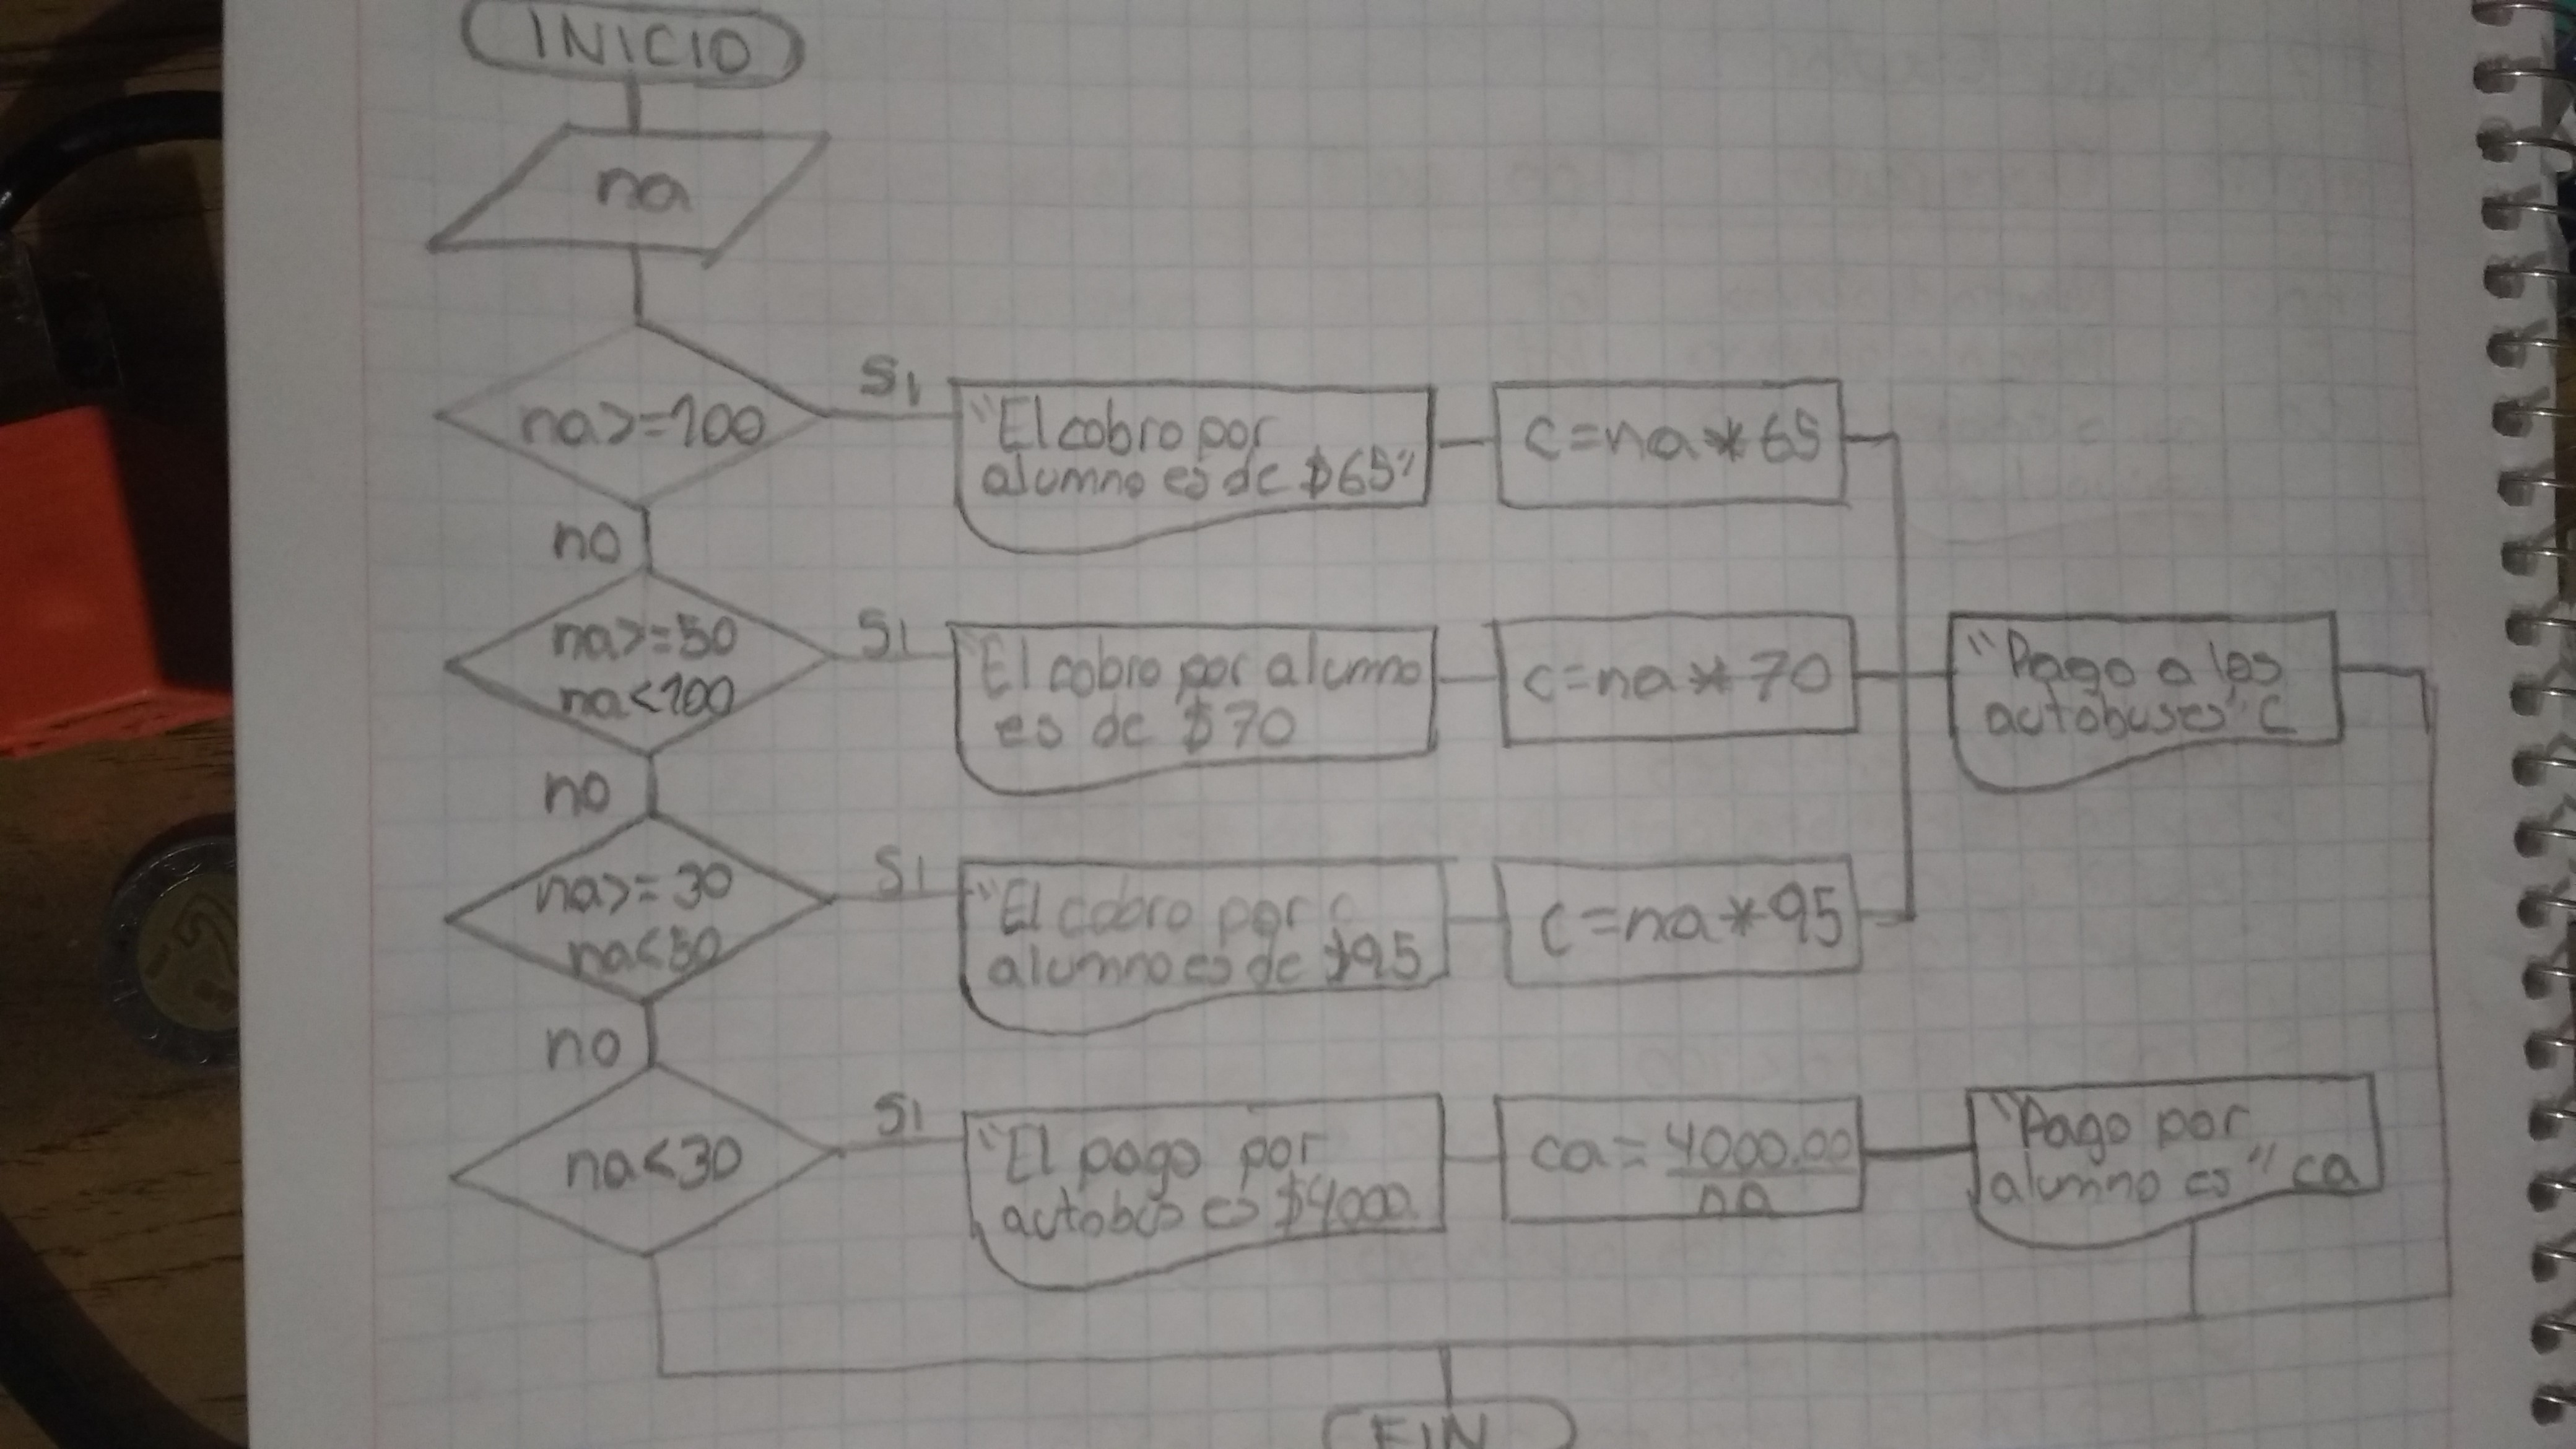 INICIO
na
na>=100
Si
"El cobro por
alumno es de $65"
c=na*65
no
na>=50
na<100
Si
"El cobro por alumno
es de $70
c=na*70
"Pago a los
autobuses" c
no
na>=30
na<50
Si
"El cobro por
alumno es de $95
c=na*95
no
na<30
Si
"El pago por
autobus es $4000
ca=4000.00
na
"Pago por
alumno es" ca
FIN